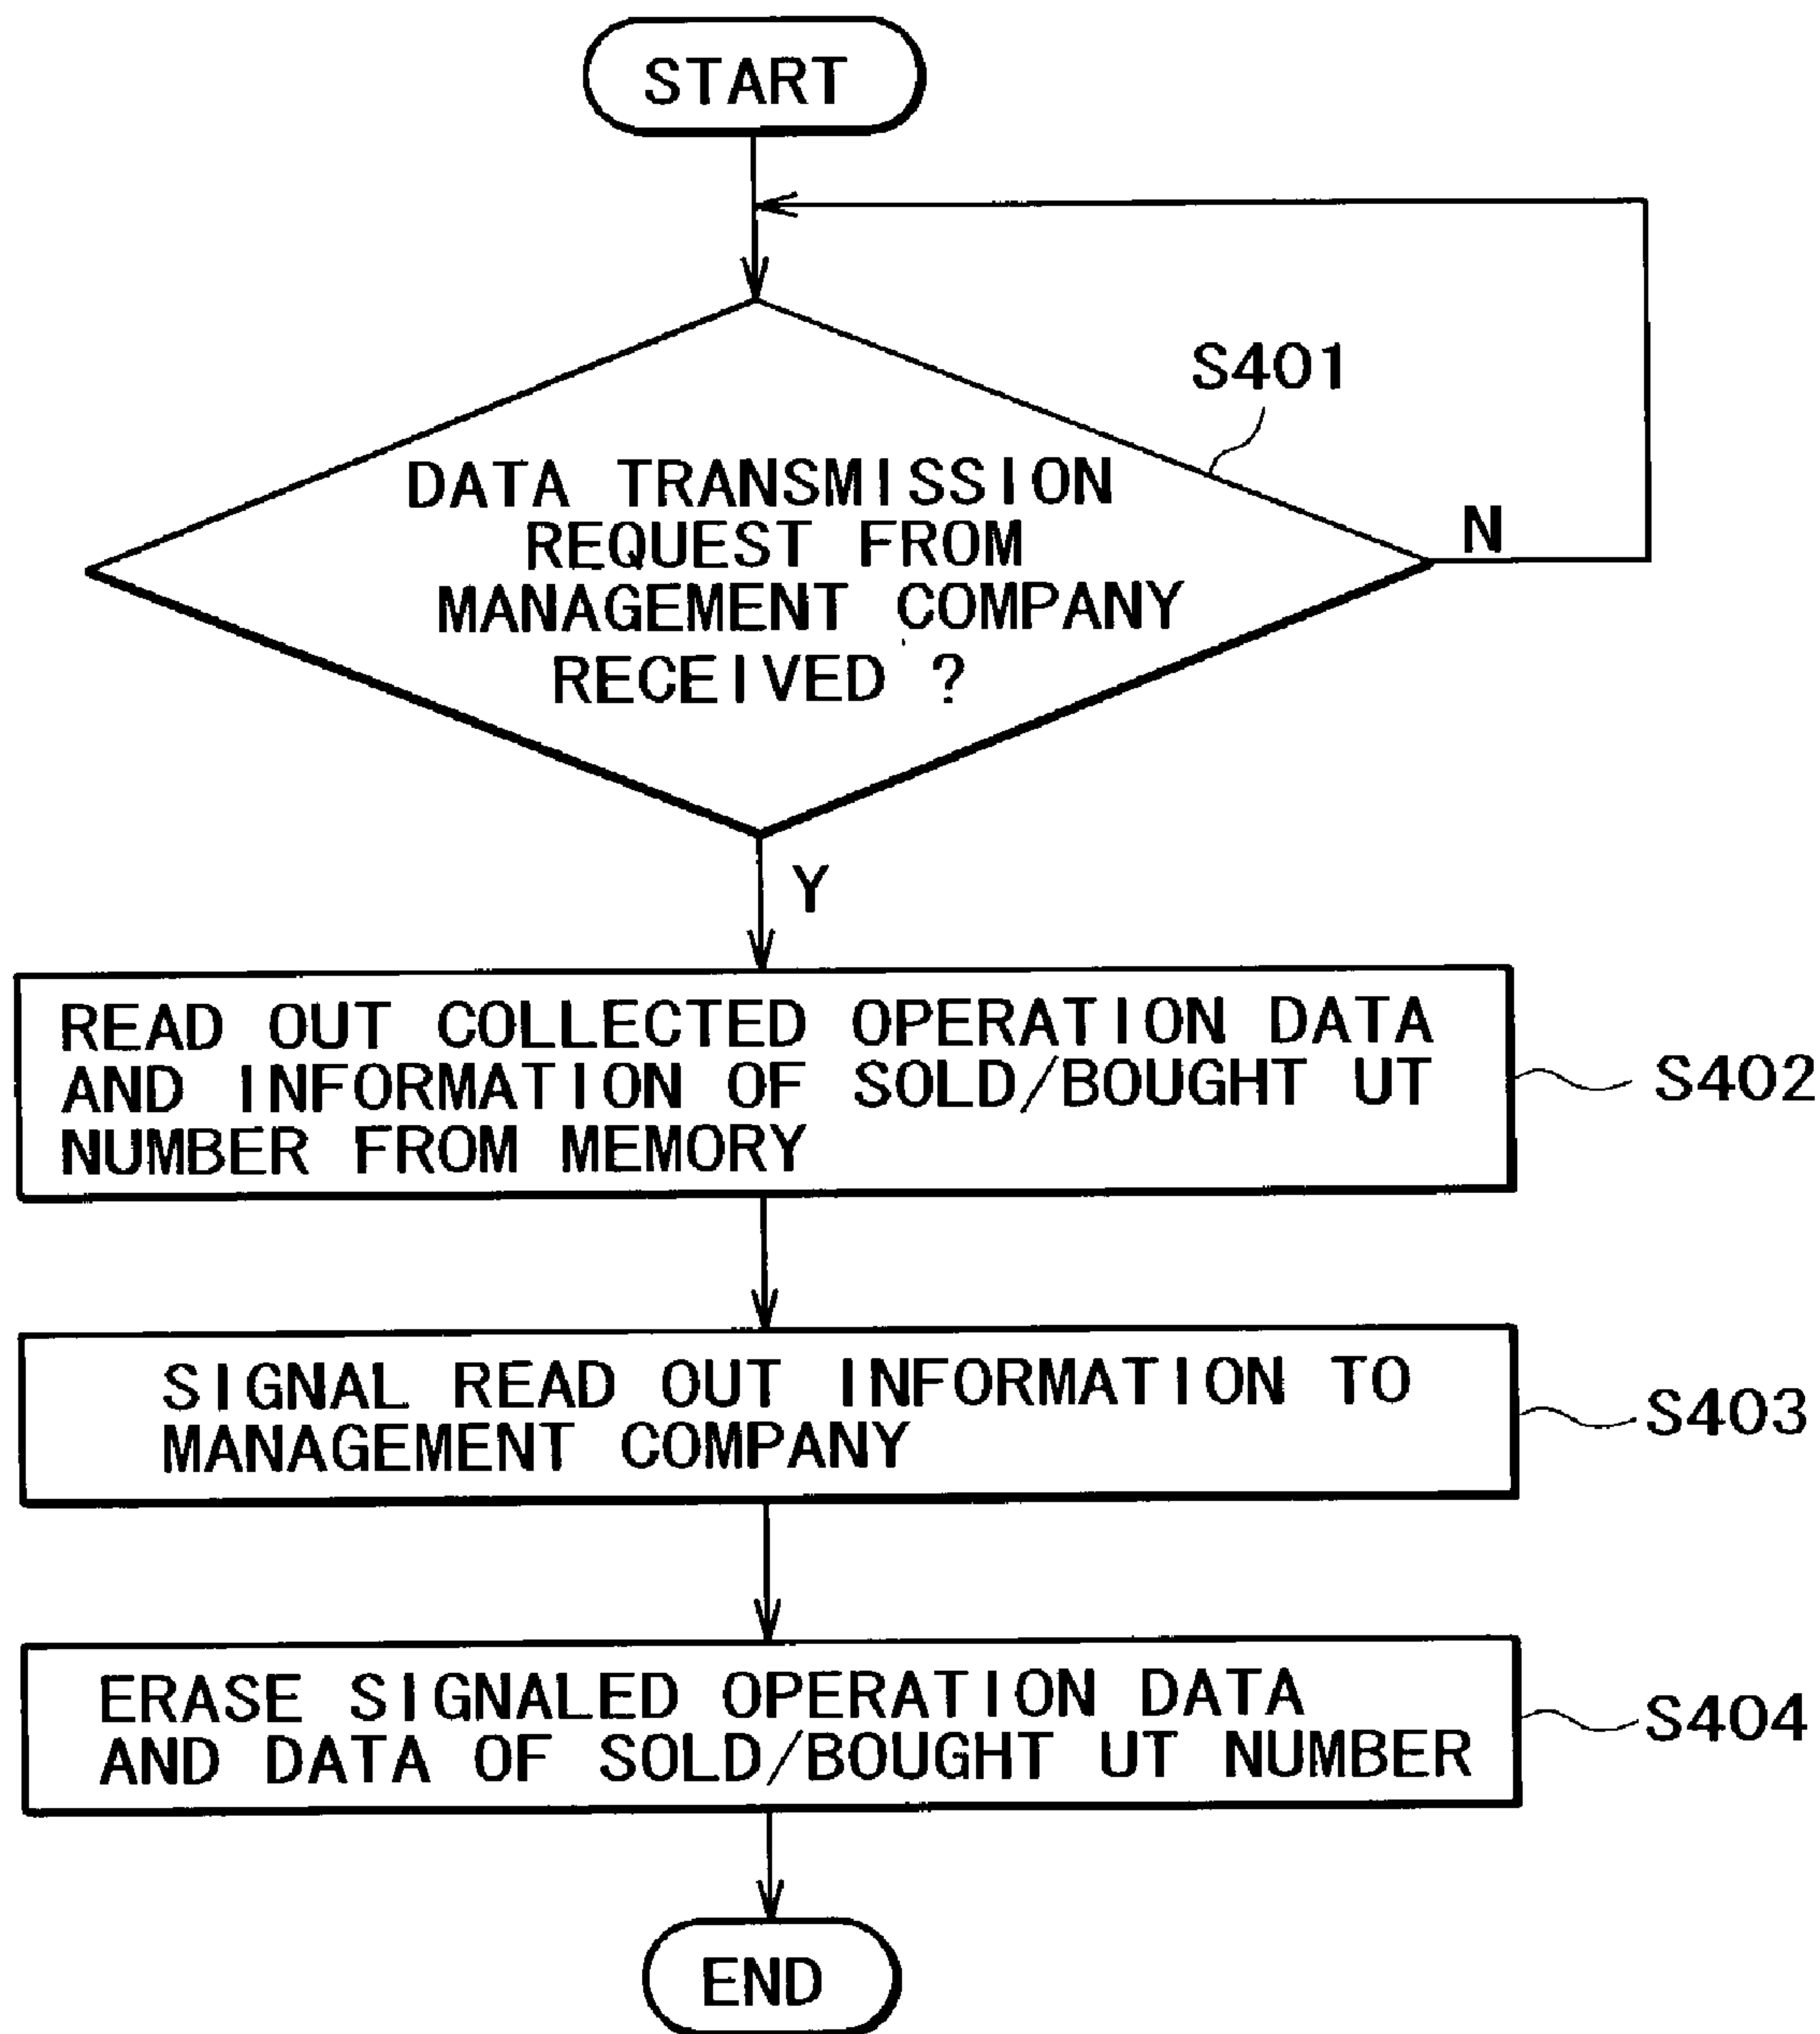 START
S401
DATA TRANSMISSION
REQUEST FROM
MANAGEMENT COMPANY
RECEIVED ?
N
Y
READ OUT COLLECTED OPERATION DATA
AND INFORMATION OF SOLD/BOUGHT UT
NUMBER FROM MEMORY
S402
SIGNAL READ OUT INFORMATION TO
MANAGEMENT COMPANY
S403
ERASE SIGNALED OPERATION DATA
AND DATA OF SOLD/BOUGHT UT NUMBER
S404
END